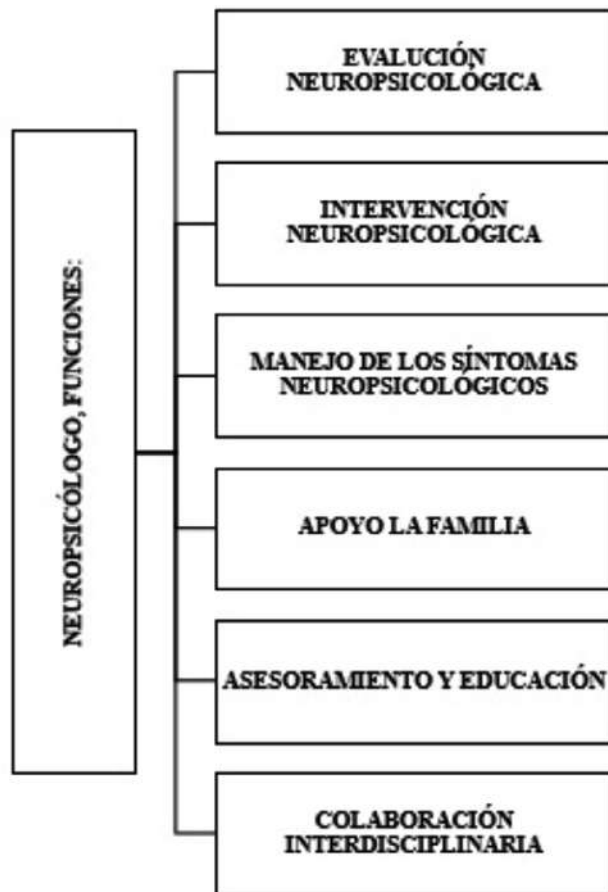 NEUROPSICÓLOGO, FUNCIONES:
EVALUCIÓN
NEUROPSICOLÓGICA
INTERVENCIÓN
NEUROPSICOLÓGICA
MANEJO DE LOS SÍNTOMAS
NEUROPSICOLÓGICOS
APOYO LA FAMILIA
ASESORAMIENTO Y EDUCACIÓN
COLABORACIÓN
INTERDISCIPLINARIA